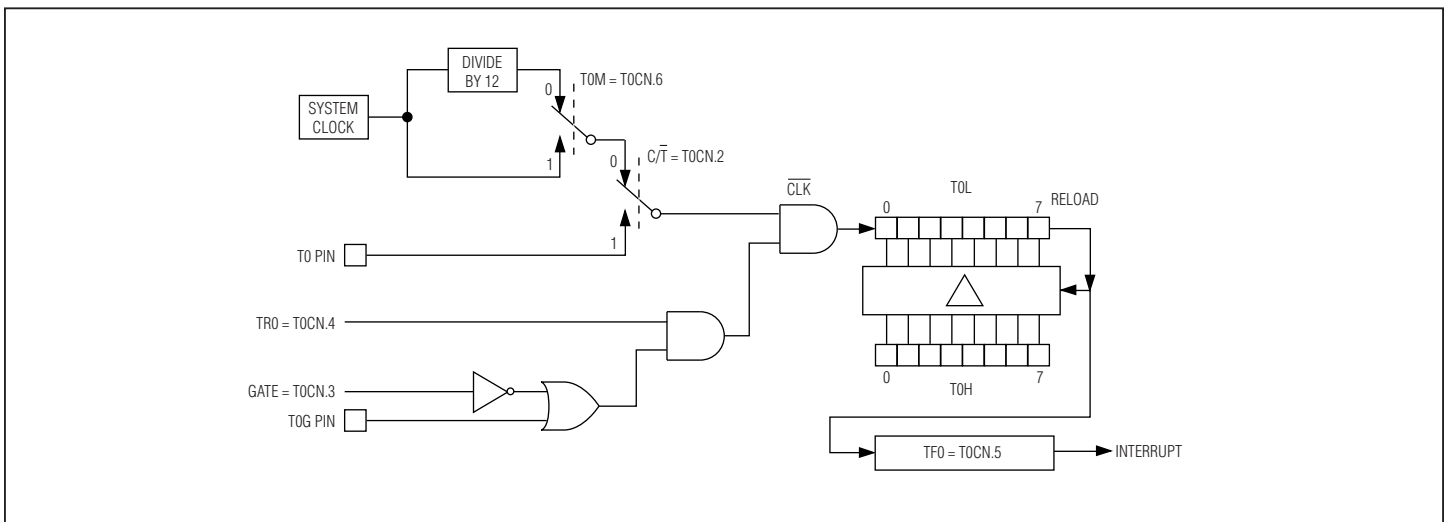 DIVIDE
BY 12
T0M = T0CN.6
0
SYSTEM
CLOCK
1
C/T̅ = T0CN.2
0
C̅L̅K̅
T0L
0
7
RELOAD
1
T0 PIN
TR0 = T0CN.4
GATE = T0CN.3
T0G PIN
0
7
T0H
TF0 = T0CN.5
INTERRUPT